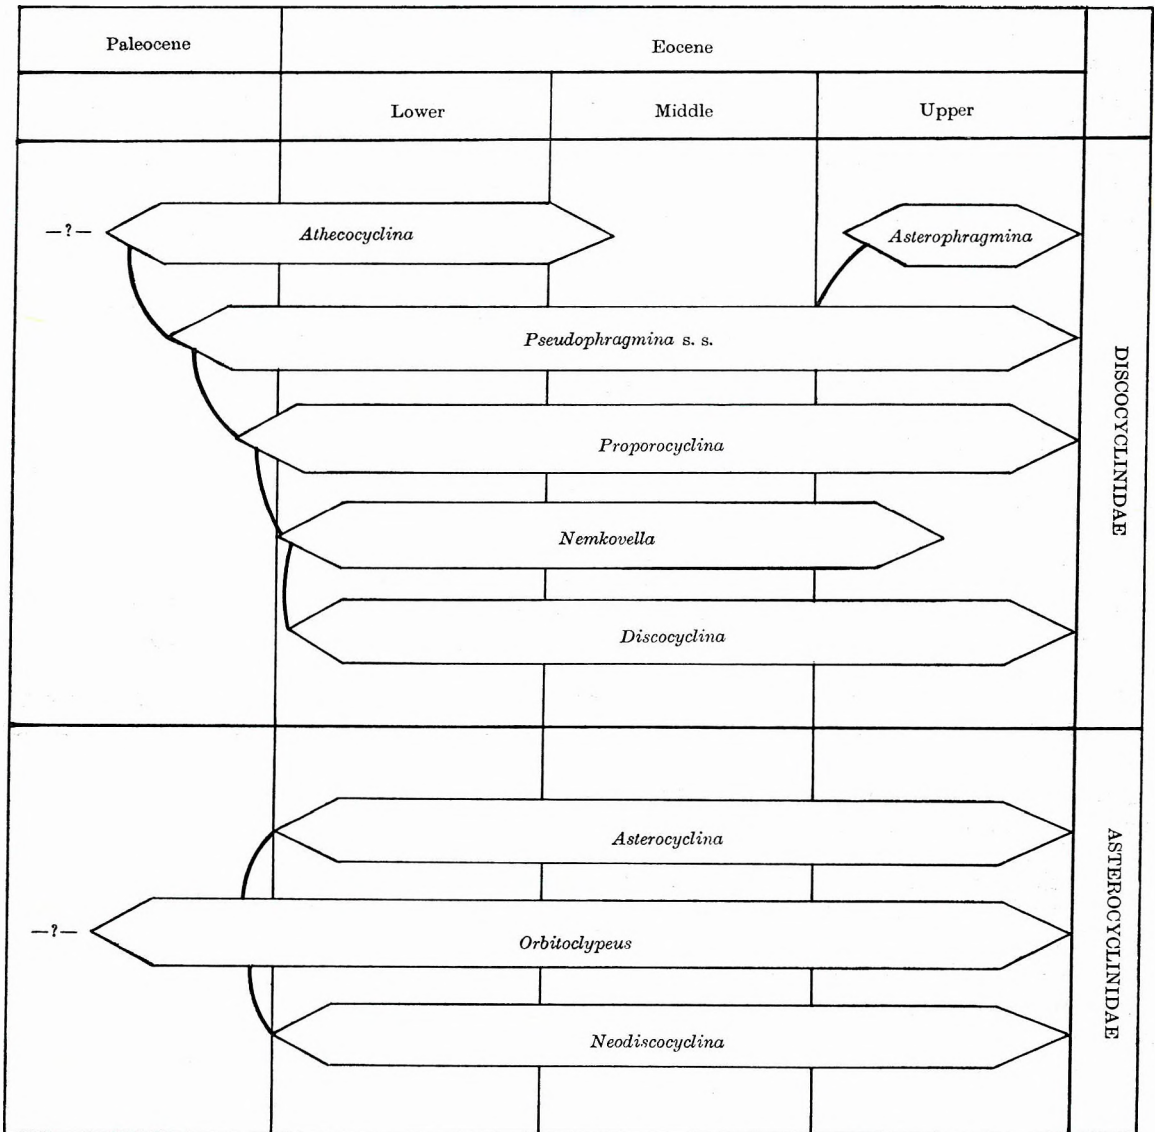 Paleocene
Eocene
Lower
Middle
Upper
—?—
Athecocyclina
Asterophragmina
Pseudophragmina s. s.
Proporocyclina
Nemkovella
Discocyclina
DISCOCYCLINIDAE
Asterocyclina
—?—
Orbitoclypeus
Neodiscocyclina
ASTEROCYCLINIDAE